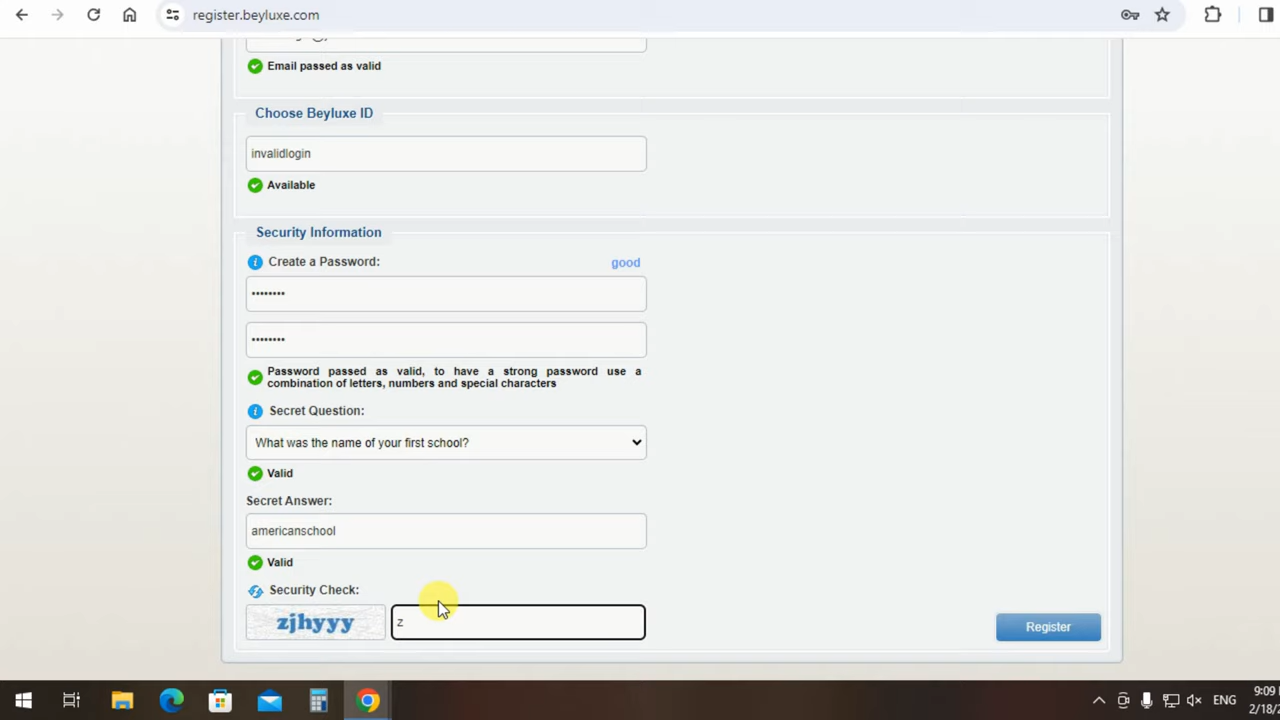 register.beyluxe.com
Email passed as valid
Choose Beyluxe ID
invalidlogin
Available
Security Information
Create a Password: good
••••••••
••••••••
Password passed as valid, to have a strong password use a
combination of letters, numbers and special characters
Secret Question:
What was the name of your first school?
Valid
Secret Answer:
americanschool
Valid
Security Check:
zjhyyy z Register
ENG 9:09
2/18/